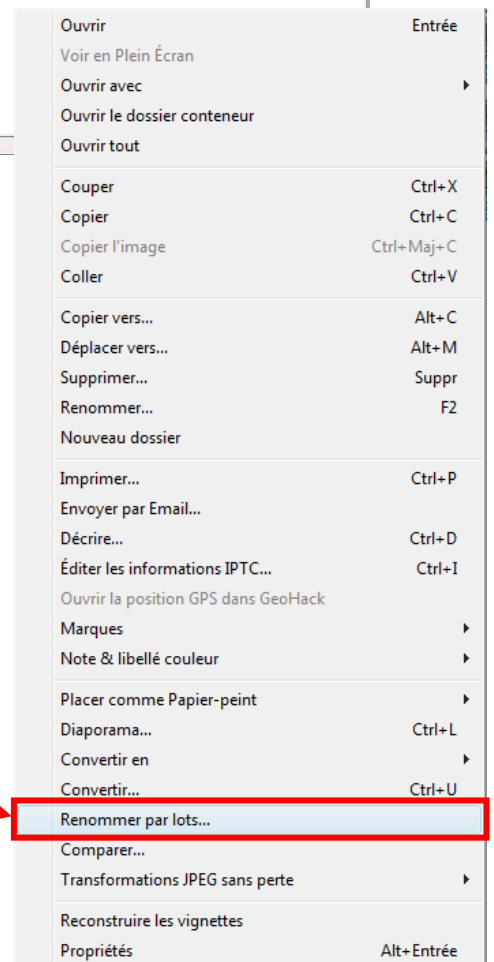 Ouvrir Entrée
Voir en Plein Écran
Ouvrir avec
Ouvrir le dossier conteneur
Ouvrir tout
Couper Ctrl+X
Copier Ctrl+C
Copier l'image Ctrl+Maj+C
Coller Ctrl+V
Copier vers... Alt+C
Déplacer vers... Alt+M
Supprimer... Suppr
Renommer... F2
Nouveau dossier
Imprimer... Ctrl+P
Envoyer par Email...
Décrire... Ctrl+D
Éditer les informations IPTC... Ctrl+I
Ouvrir la position GPS dans GeoHack
Marques
Note & libellé couleur
Placer comme Papier-peint
Diaporama... Ctrl+L
Convertir en
Convertir... Ctrl+U
Renommer par lots...
Comparer...
Transformations JPEG sans perte
Reconstruire les vignettes
Propriétés Alt+Entrée